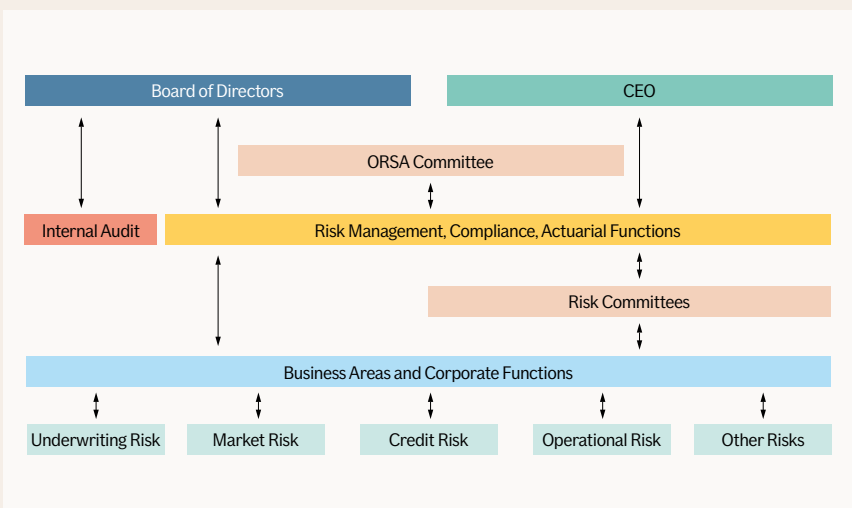 Board of Directors
CEO
ORSA Committee
Internal Audit
Risk Management, Compliance, Actuarial Functions
Risk Committees
Business Areas and Corporate Functions
Underwriting Risk
Market Risk
Credit Risk
Operational Risk
Other Risks